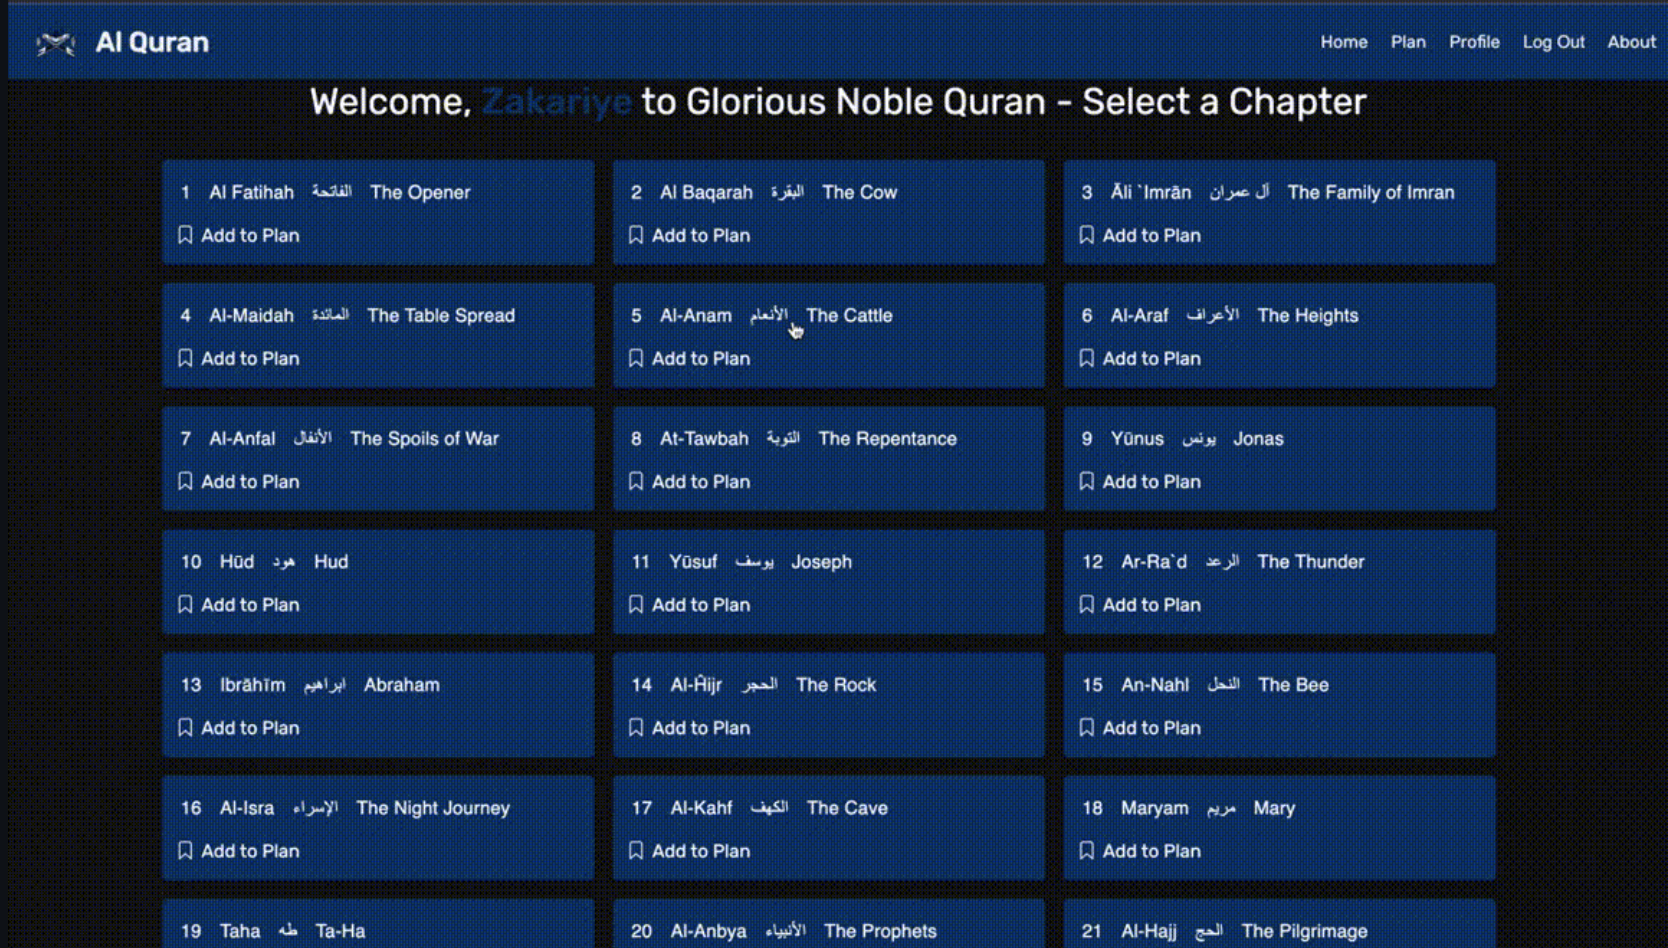 Al Quran
Home Plan Profile Log Out About
Welcome, Zakariye to Glorious Noble Quran - Select a Chapter
1 Al Fatihah الفاتحة The Opener
Add to Plan
2 Al Baqarah البقرة The Cow
Add to Plan
3 Āli `Imrān آل عمران The Family of Imran
Add to Plan
4 Al-Maidah المائدة The Table Spread
Add to Plan
5 Al-Anam الأنعام The Cattle
Add to Plan
6 Al-Araf الأعراف The Heights
Add to Plan
7 Al-Anfal الأنفال The Spoils of War
Add to Plan
8 At-Tawbah التوبة The Repentance
Add to Plan
9 Yūnus يونس Jonas
Add to Plan
10 Hūd هود Hud
Add to Plan
11 Yūsuf يوسف Joseph
Add to Plan
12 Ar-Ra`d الرعد The Thunder
Add to Plan
13 Ibrāhīm ابراهيم Abraham
Add to Plan
14 Al-Ĥijr الحجر The Rock
Add to Plan
15 An-Nahl النحل The Bee
Add to Plan
16 Al-Isra الإسراء The Night Journey
Add to Plan
17 Al-Kahf الكهف The Cave
Add to Plan
18 Maryam مريم Mary
Add to Plan
19 Taha طه Ta-Ha
20 Al-Anbya الأنبياء The Prophets
21 Al-Hajj الحج The Pilgrimage